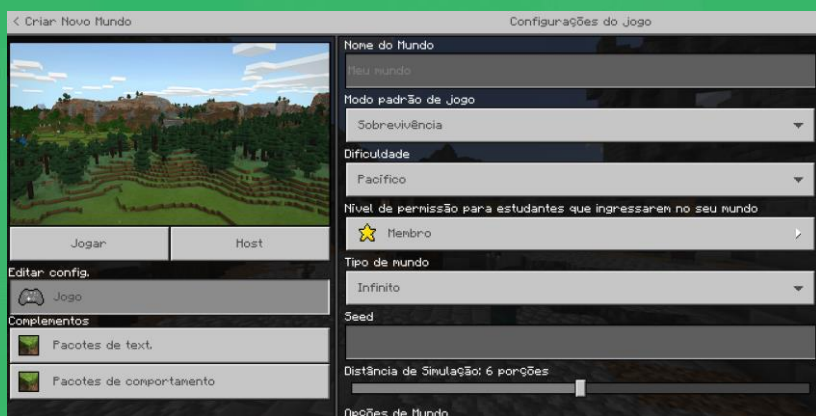 < Criar Novo Mundo
Configurações do jogo
Jogar
Host
Editar config.
Jogo
Complementos
Pacotes de text.
Pacotes de comportamento
Nome do Mundo
Meu mundo
Modo padrão de jogo
Sobrevivência
Dificuldade
Pacífico
Nível de permissão para estudantes que ingressarem no seu mundo
Membro
Tipo de mundo
Infinito
Seed
Distância de Simulação: 6 porções
Opções de Mundo